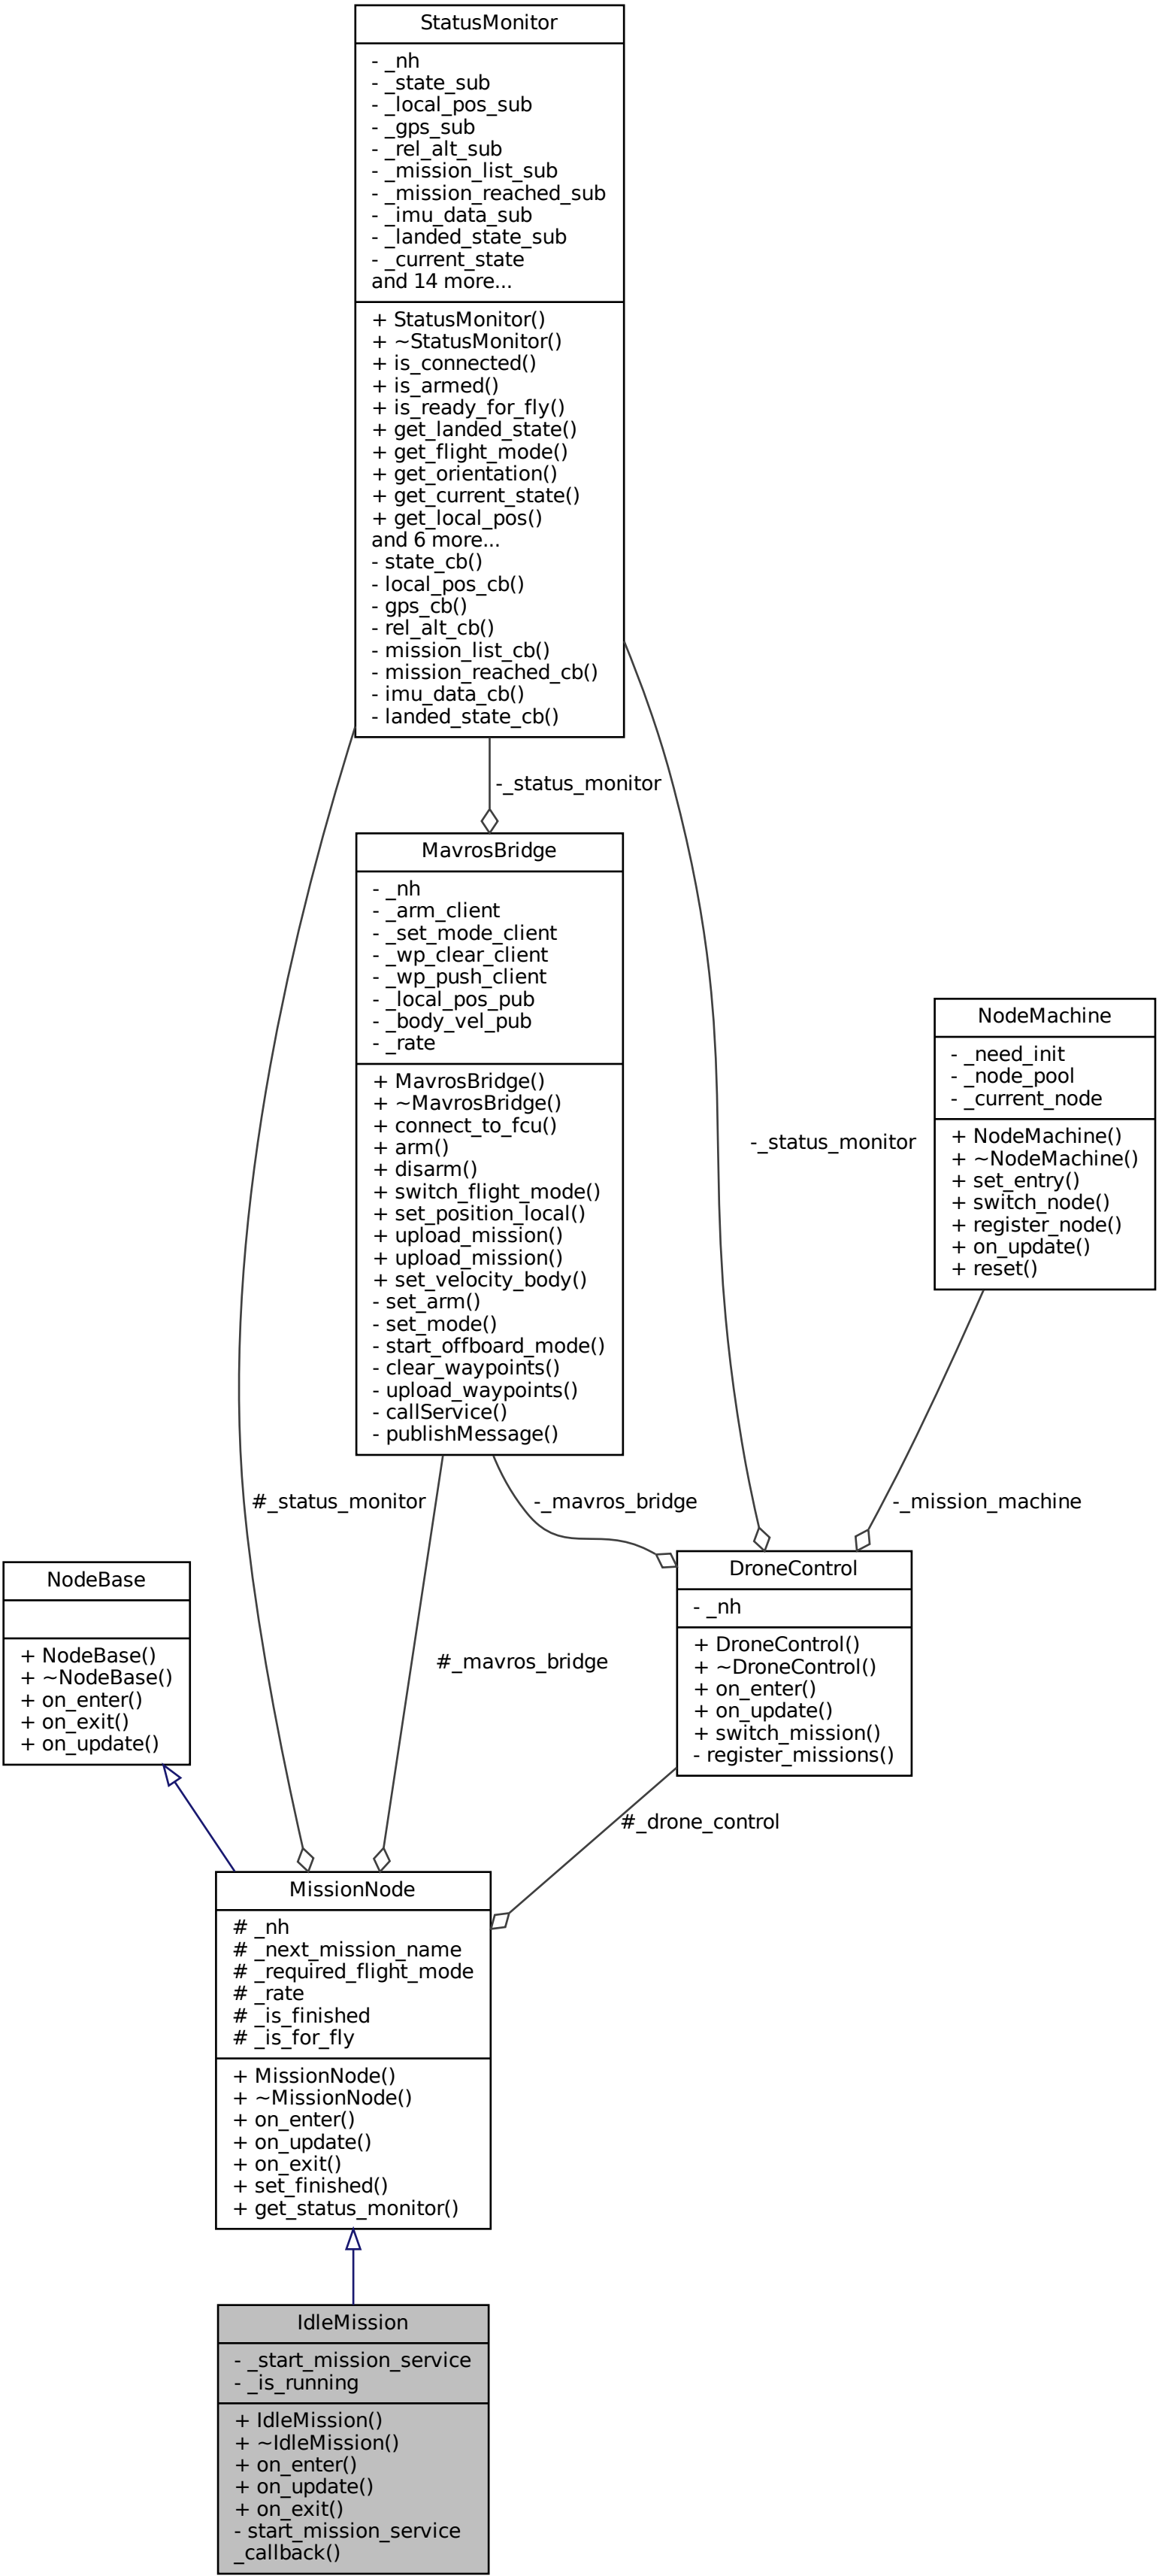 StatusMonitor
- _nh
- _state_sub
- _local_pos_sub
- _gps_sub
- _rel_alt_sub
- _mission_list_sub
- _mission_reached_sub
- _imu_data_sub
- _landed_state_sub
- _current_state
and 14 more...
+ StatusMonitor()
+ ~StatusMonitor()
+ is_connected()
+ is_armed()
+ is_ready_for_fly()
+ get_landed_state()
+ get_flight_mode()
+ get_orientation()
+ get_current_state()
+ get_local_pos()
and 6 more...
- state_cb()
- local_pos_cb()
- gps_cb()
- rel_alt_cb()
- mission_list_cb()
- mission_reached_cb()
- imu_data_cb()
- landed_state_cb()
-_status_monitor
MavrosBridge
- _nh
- _arm_client
- _set_mode_client
- _wp_clear_client
- _wp_push_client
- _local_pos_pub
- _body_vel_pub
- _rate
+ MavrosBridge()
+ ~MavrosBridge()
+ connect_to_fcu()
+ arm()
+ disarm()
+ switch_flight_mode()
+ set_position_local()
+ upload_mission()
+ upload_mission()
+ set_velocity_body()
- set_arm()
- set_mode()
- start_offboard_mode()
- clear_waypoints()
- upload_waypoints()
- callService()
- publishMessage()
-_status_monitor
NodeMachine
- _need_init
- _node_pool
- _current_node
+ NodeMachine()
+ ~NodeMachine()
+ set_entry()
+ switch_node()
+ register_node()
+ on_update()
+ reset()
#_status_monitor
-_mavros_bridge
-_mission_machine
NodeBase
+ NodeBase()
+ ~NodeBase()
+ on_enter()
+ on_exit()
+ on_update()
#_mavros_bridge
DroneControl
- _nh
+ DroneControl()
+ ~DroneControl()
+ on_enter()
+ on_update()
+ switch_mission()
- register_missions()
#_drone_control
MissionNode
# _nh
# _next_mission_name
# _required_flight_mode
# _rate
# _is_finished
# _is_for_fly
+ MissionNode()
+ ~MissionNode()
+ on_enter()
+ on_update()
+ on_exit()
+ set_finished()
+ get_status_monitor()
IdleMission
- _start_mission_service
- _is_running
+ IdleMission()
+ ~IdleMission()
+ on_enter()
+ on_update()
+ on_exit()
- start_mission_service
_callback()